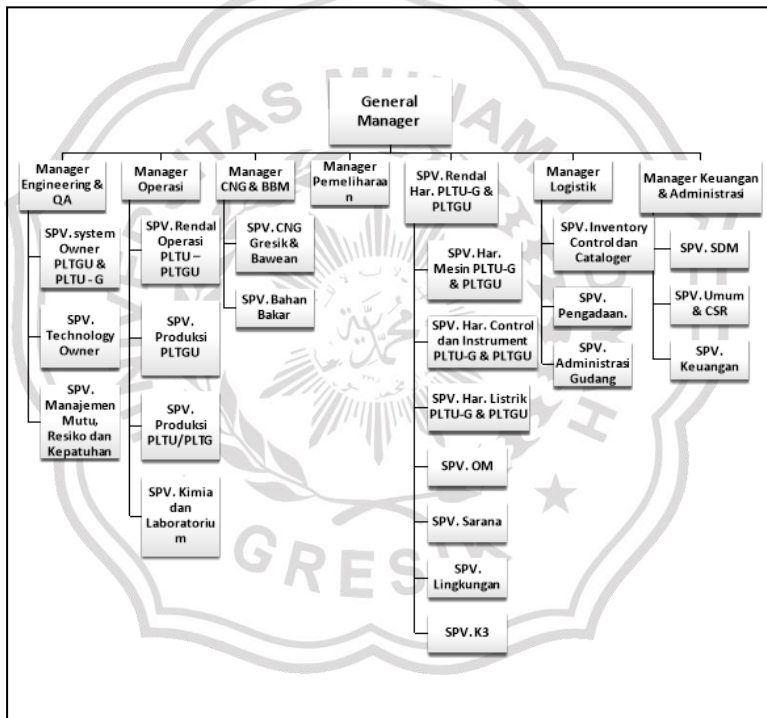 General
Manager
Manager
Engineering &
QA
SPV. system
Owner
PLTGU &
PLTU - G
SPV.
Technology
Owner
SPV.
Manajemen
Mutu,
Resiko dan
Kepatuhan
Manager
Operasi
SPV. Rendal
Operasi
PLTU –
PLTGU
SPV.
Produksi
PLTGU
SPV.
Produksi
PLTU/PLTG
SPV. Kimia
dan
Laboratoriu
m
Manager
CNG & BBM
SPV. CNG
Gresik &
Bawean
SPV. Bahan
Bakar
Manager
Pemeliharaa
n
SPV. Rendal
Har. PLTU-G &
PLTGU
SPV. Har.
Mesin PLTU-G
& PLTGU
SPV. Har. Control
dan Instrument
PLTU-G & PLTGU
SPV. Har. Listrik
PLTU-G & PLTGU
SPV. OM
SPV. Sarana
SPV.
Lingkungan
SPV. K3
Manager
Logistik
SPV. Inventory
Control dan
Cataloger
SPV.
Pengadaan.
SPV.
Administrasi
Gudang
Manager Keuangan
& Administrasi
SPV. SDM
SPV. Umum
& CSR
SPV.
Keuangan
GRESIK